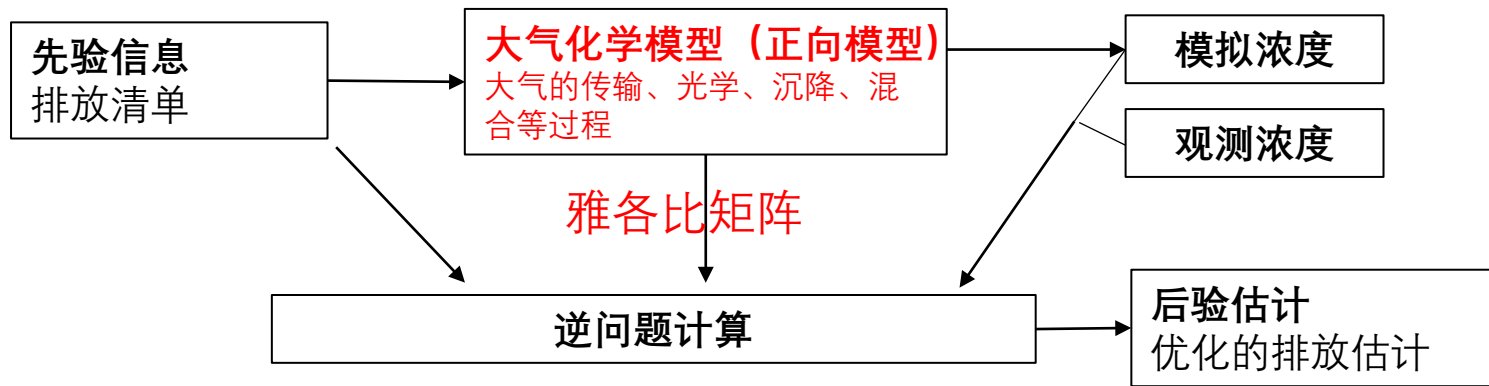 先验信息
排放清单
大气化学模型（正向模型）
大气的传输、光学、沉降、混
合等过程
模拟浓度
观测浓度
雅各比矩阵
逆问题计算
后验估计
优化的排放估计